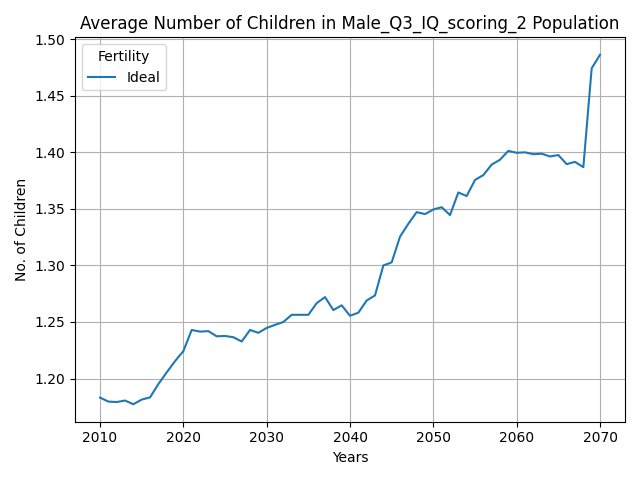 Average Number of Children in Male_Q3_IQ_scoring_2 Population
Fertility
Ideal
No. of Children
1.50
1.45
1.40
1.35
1.30
1.25
1.20
2010 2020 2030 2040 2050 2060 2070
Years